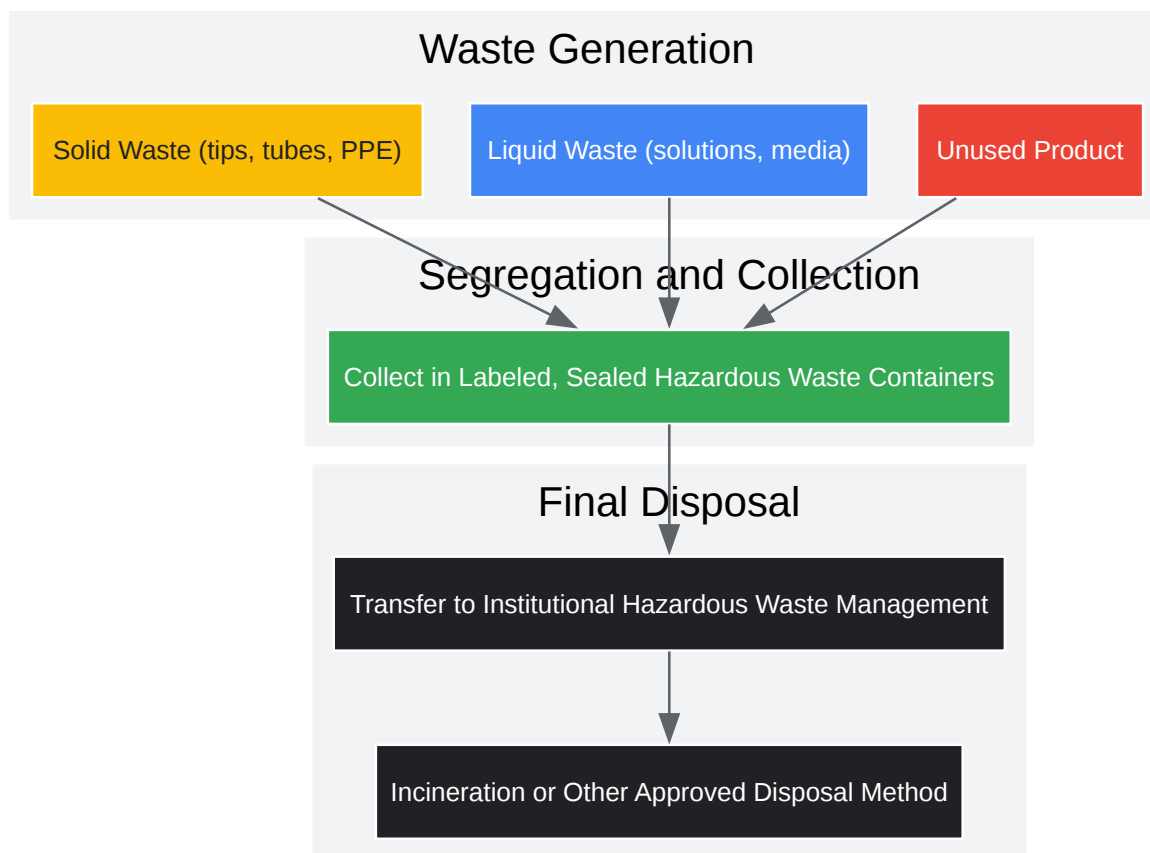 Waste Generation
Solid Waste (tips, tubes, PPE)
Liquid Waste (solutions, media)
Unused Product
Segregation and Collection
Collect in Labeled, Sealed Hazardous Waste Containers
Final Disposal
Transfer to Institutional Hazardous Waste Management
Incineration or Other Approved Disposal Method